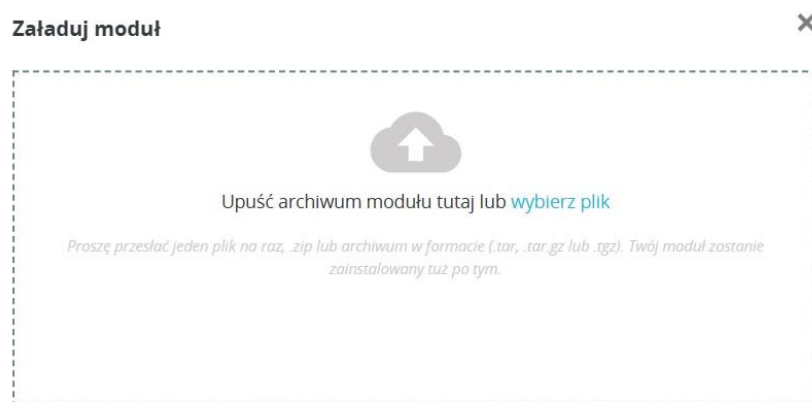 Załaduj moduł
Upuść archiwum modułu tutaj lub wybierz plik
Proszę przesłać jeden plik na raz, .zip lub archiwum w formacie (.tar, .tar.gz lub .tgz). Twój moduł zostanie
zainstalowany tuż po tym.